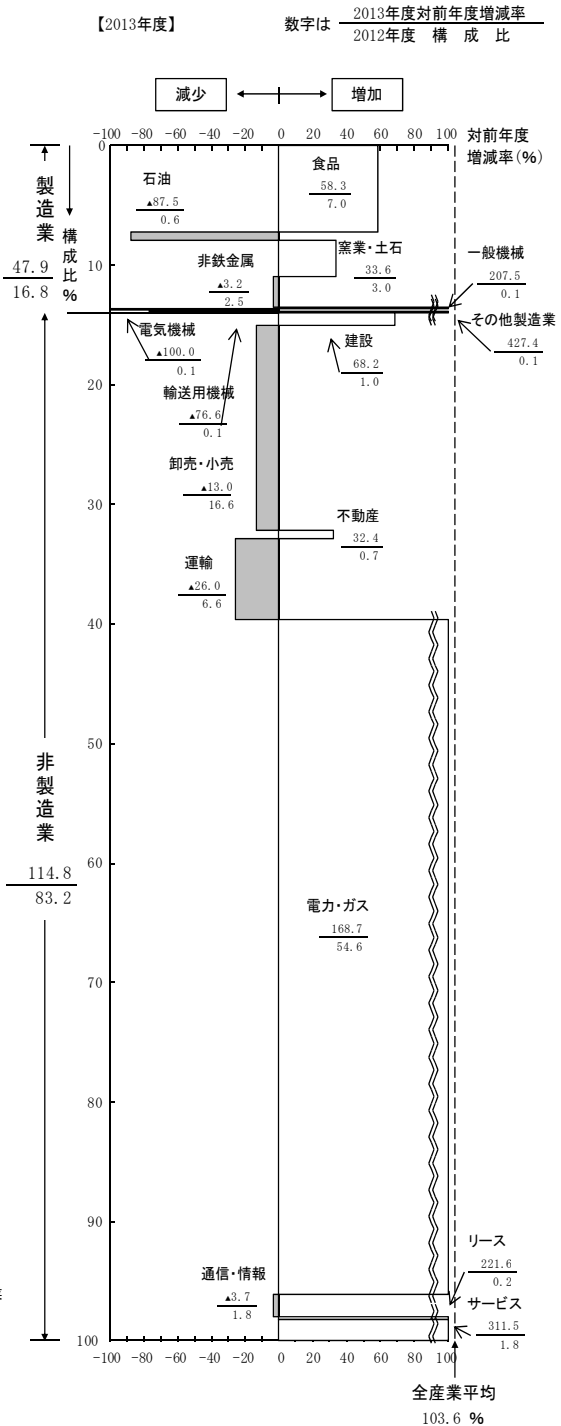 【2013年度】
数字は 2013年度対前年度増減率
2012年度 構 成 比
減少
増加
-100 -80 -60 -40 -20 0 20 40 60 80 100
対前年度
増減率(%)
0
製造業
47.9
16.8
構成比%
石油
▲87.5
0.6
食品
58.3
7.0
10
非鉄金属
▲3.2
2.5
窯業・土石
33.6
3.0
一般機械
207.5
0.1
その他製造業
427.4
0.1
電気機械
▲100.0
0.1
輸送用機械
▲76.6
0.1
建設
68.2
1.0
20
卸売・小売
▲13.0
16.6
30
不動産
32.4
0.7
運輸
▲26.0
6.6
40
50
非製造業
114.8
83.2
60
電力・ガス
168.7
54.6
70
80
90
通信・情報
▲3.7
1.8
リース
221.6
0.2
サービス
311.5
1.8
100
-100 -80 -60 -40 -20 0 20 40 60 80 100
全産業平均
103.6 %